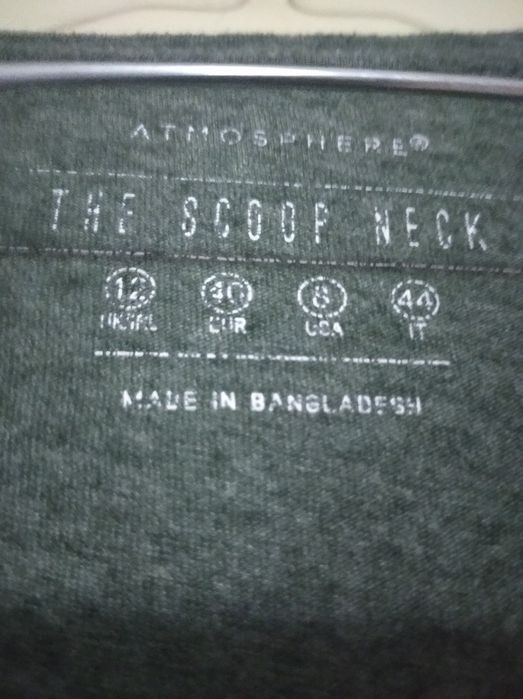 ATMOSPHERE®
THE SCOOP NECK
12 40 8 44
UK/IRL EUR USA IT
MADE IN BANGLADESH